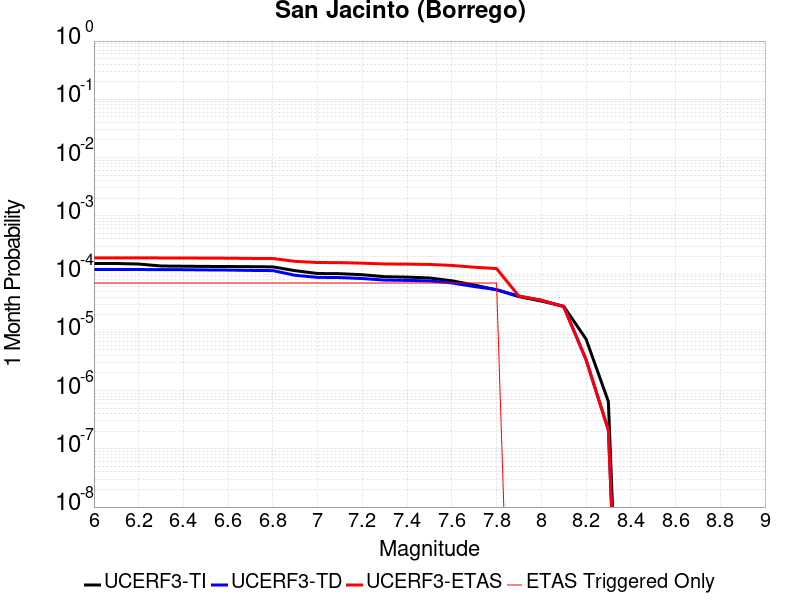 San Jacinto (Borrego)
10^0
10^-1
10^-2
10^-3
10^-4
10^-5
10^-6
10^-7
10^-8
1 Month Probability
6 6.2 6.4 6.6 6.8 7 7.2 7.4 7.6 7.8 8 8.2 8.4 8.6 8.8 9
Magnitude
UCERF3-TI UCERF3-TD UCERF3-ETAS ETAS Triggered Only